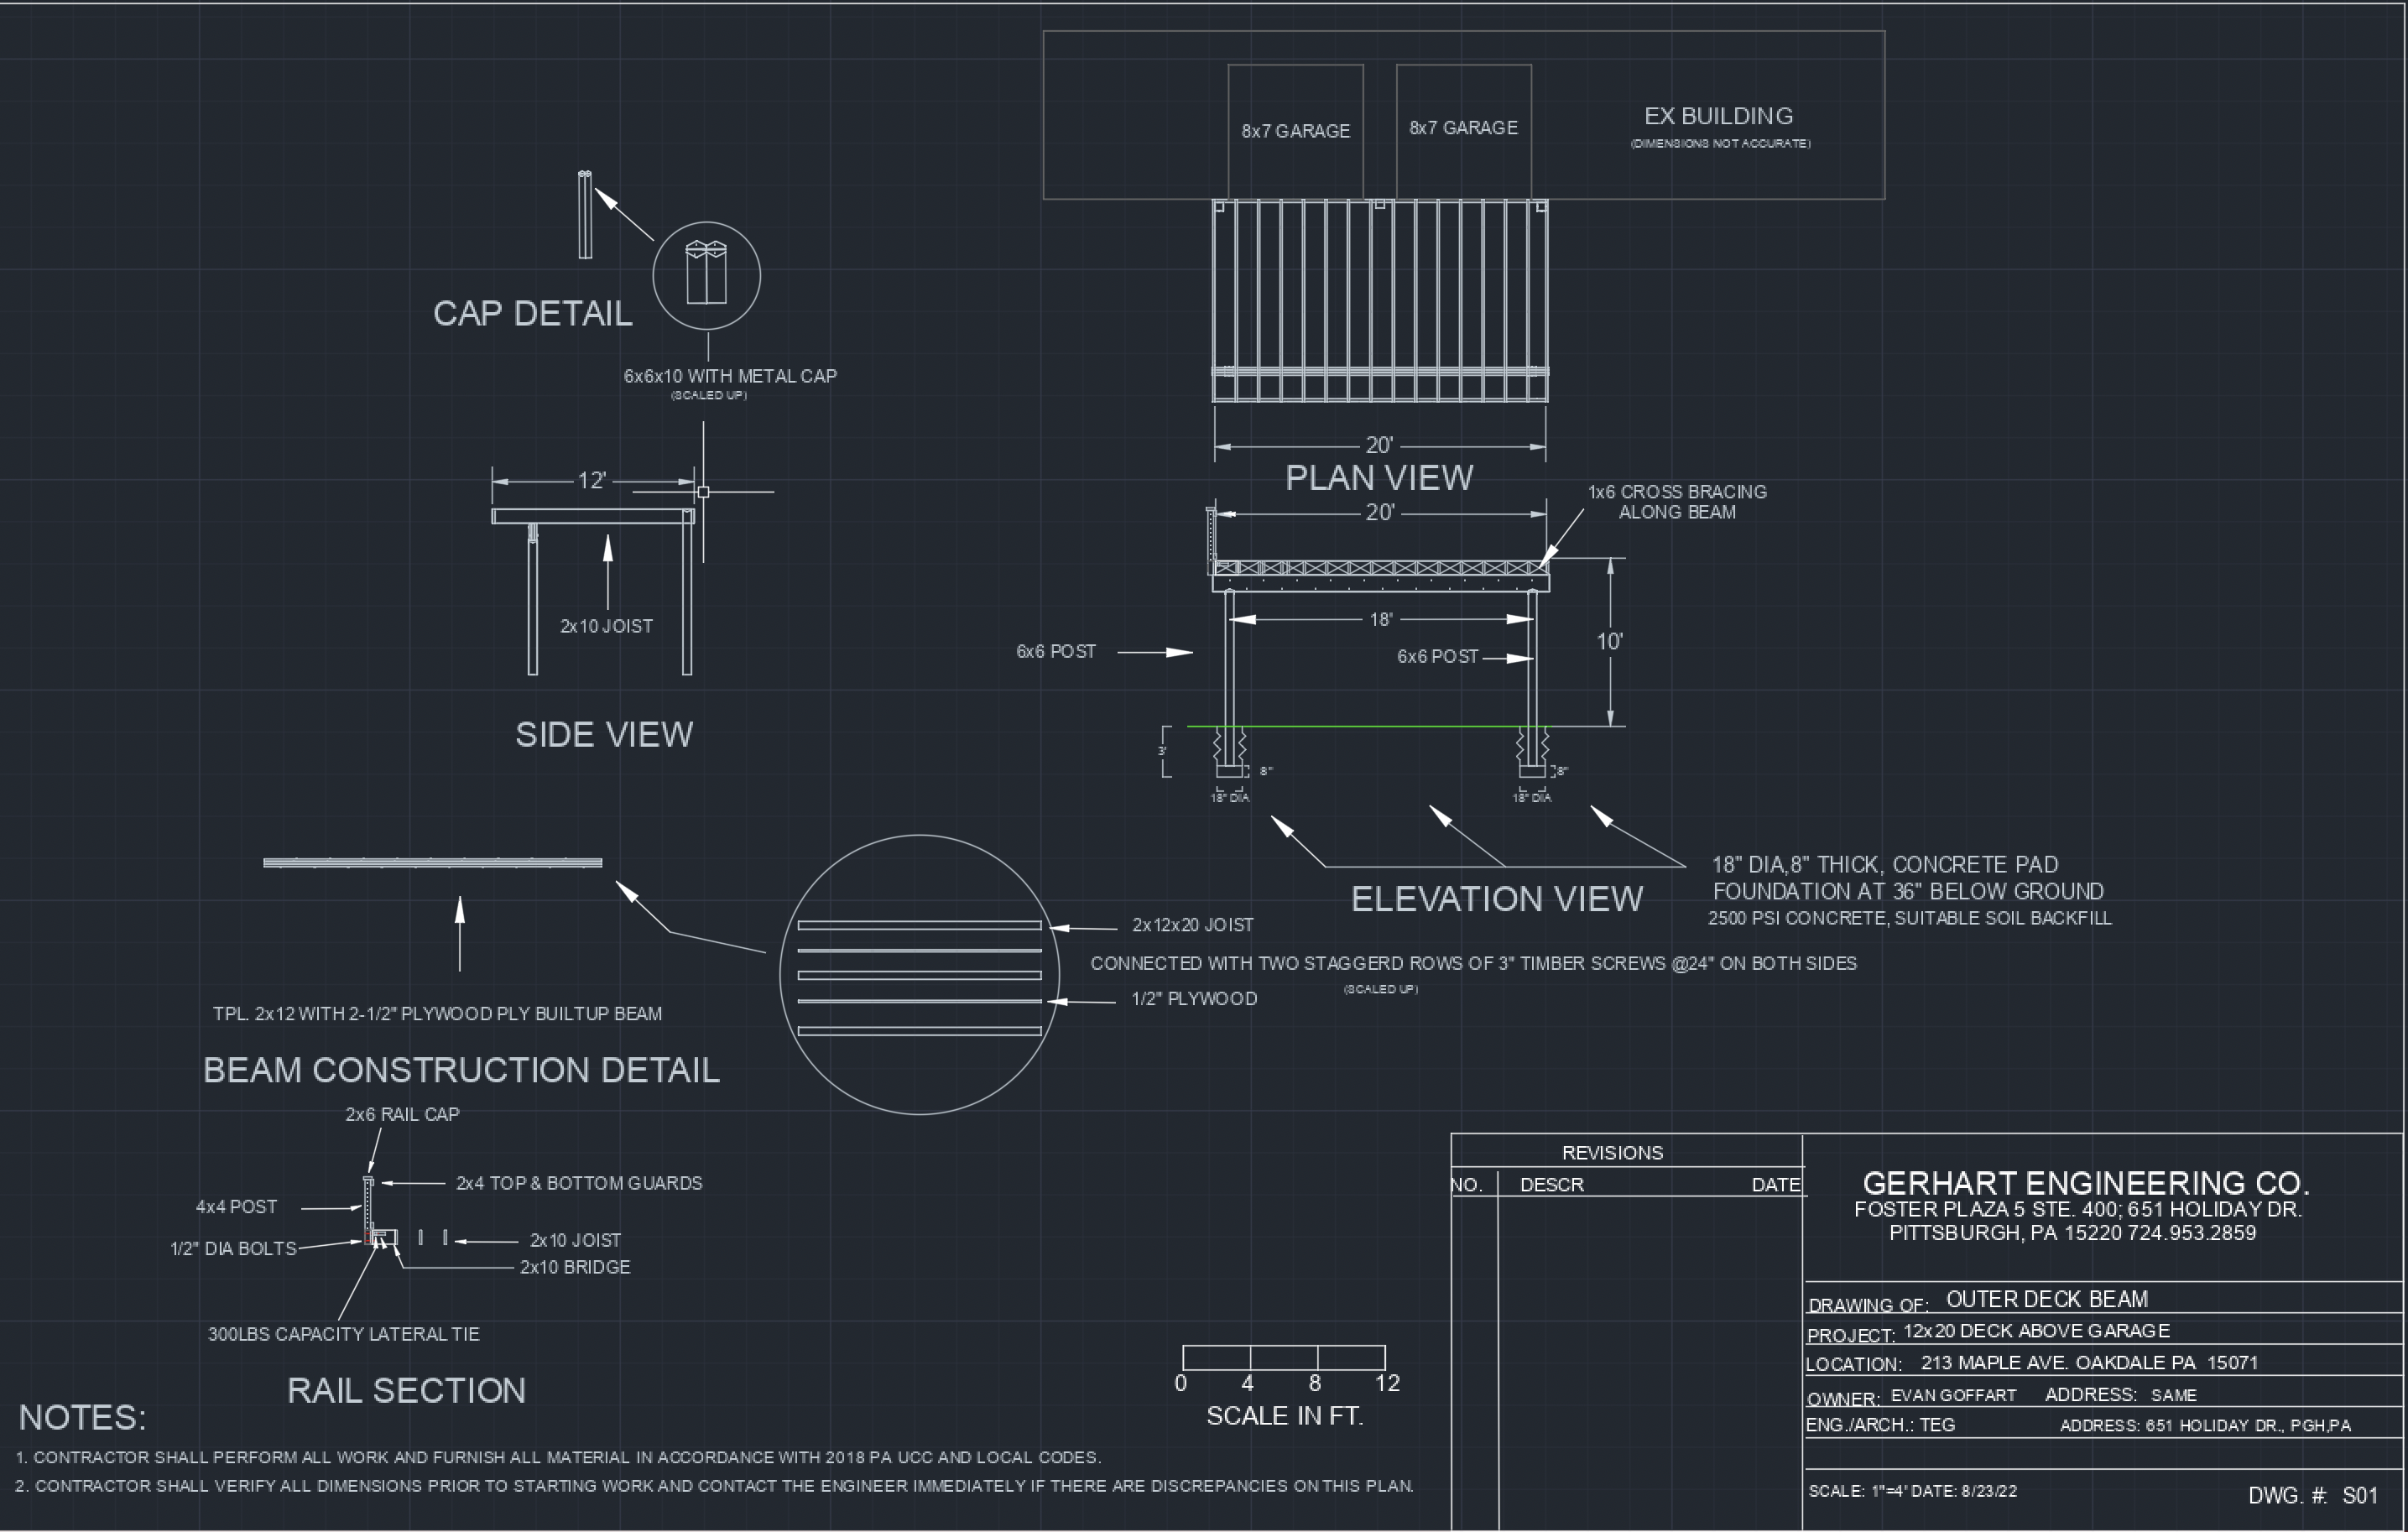 8x7 GARAGE
8x7 GARAGE
EX BUILDING
(DIMENSIONS NOT ACCURATE)
CAP DETAIL
6x6x10 WITH METAL CAP
(SCALED UP)
20'
PLAN VIEW
12'
2x10 JOIST
SIDE VIEW
20'
1x6 CROSS BRACING
ALONG BEAM
18'
10'
6x6 POST
6x6 POST
3'
8"
8"
18" DIA
18" DIA
ELEVATION VIEW
18" DIA,8" THICK, CONCRETE PAD
FOUNDATION AT 36" BELOW GROUND
2500 PSI CONCRETE, SUITABLE SOIL BACKFILL
2x12x20 JOIST
CONNECTED WITH TWO STAGGERD ROWS OF 3" TIMBER SCREWS @24" ON BOTH SIDES
(SCALED UP)
1/2" PLYWOOD
TPL. 2x12 WITH 2-1/2" PLYWOOD PLY BUILTUP BEAM
BEAM CONSTRUCTION DETAIL
2x6 RAIL CAP
2x4 TOP & BOTTOM GUARDS
4x4 POST
1/2" DIA BOLTS
2x10 JOIST
2x10 BRIDGE
300LBS CAPACITY LATERAL TIE
RAIL SECTION
NOTES:
1. CONTRACTOR SHALL PERFORM ALL WORK AND FURNISH ALL MATERIAL IN ACCORDANCE WITH 2018 PA UCC AND LOCAL CODES.
2. CONTRACTOR SHALL VERIFY ALL DIMENSIONS PRIOR TO STARTING WORK AND CONTACT THE ENGINEER IMMEDIATELY IF THERE ARE DISCREPANCIES ON THIS PLAN.
0 4 8 12
SCALE IN FT.
REVISIONS
NO. DESCR DATE
GERHART ENGINEERING CO.
FOSTER PLAZA 5 STE. 400; 651 HOLIDAY DR.
PITTSBURGH, PA 15220 724.953.2859
DRAWING OF: OUTER DECK BEAM
PROJECT: 12x20 DECK ABOVE GARAGE
LOCATION: 213 MAPLE AVE. OAKDALE PA 15071
OWNER: EVAN GOFFART ADDRESS: SAME
ENG./ARCH.: TEG ADDRESS: 651 HOLIDAY DR., PGH,PA
SCALE: 1"=4' DATE: 8/23/22
DWG. #: S01